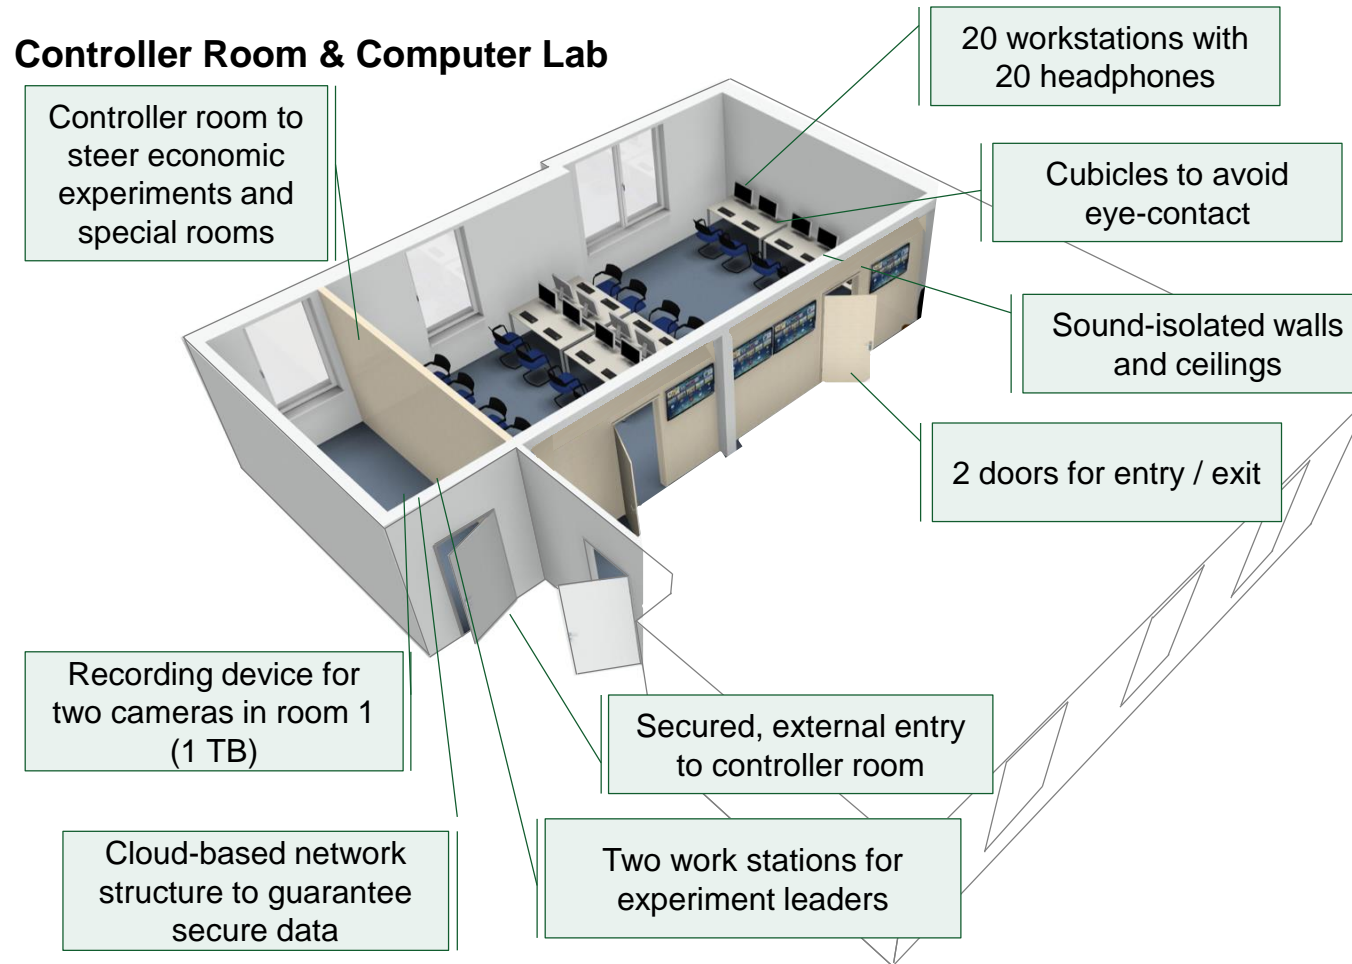 Controller Room & Computer Lab
Controller room to
steer economic
experiments and
special rooms
20 workstations with
20 headphones
Cubicles to avoid
eye-contact
Sound-isolated walls
and ceilings
2 doors for entry / exit
Recording device for
two cameras in room 1
(1 TB)
Secured, external entry
to controller room
Cloud-based network
structure to guarantee
secure data
Two work stations for
experiment leaders